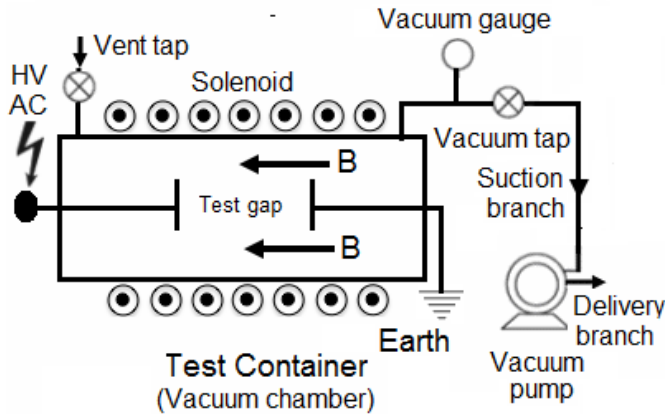 Vacuum gauge
Vent tap
HV
AC
Solenoid
Vacuum tap
B
Test gap
Suction
branch
B
Delivery
branch
Earth
Vacuum
pump
Test Container
(Vacuum chamber)